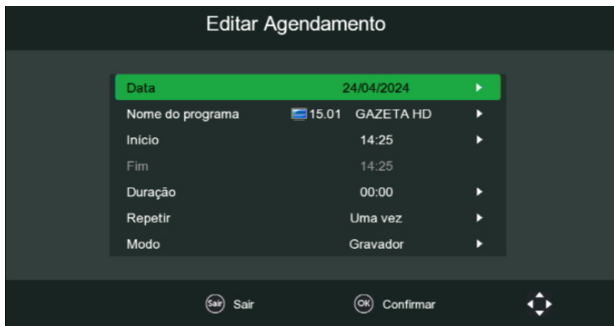 Editar Agendamento
Data 24/04/2024
Nome do programa 15.01 GAZETA HD
Início 14:25
Fim 14:25
Duração 00:00
Repetir Uma vez
Modo Gravador
Sair Sair OK Confirmar